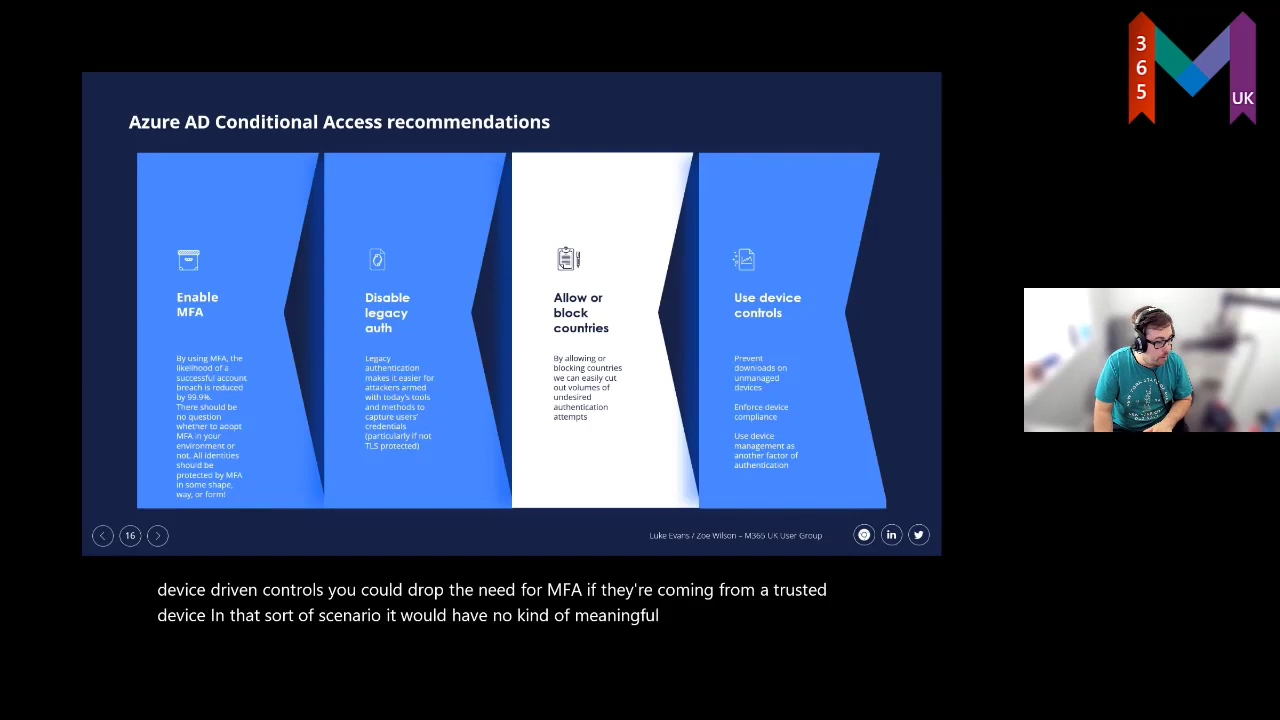 3
6
5
UK
Azure AD Conditional Access recommendations
Enable
MFA
By using MFA, the
likelihood of a
successful account
breach is reduced
by 99.9%.
There should be
no question
whether to adopt
MFA in your
environment or
not. All identities
should be
protected by MFA
in some shape,
way, or form!
Disable
legacy
auth
Legacy
authentication
makes it easier for
attackers armed
with today's tools
and methods to
capture users'
credentials
(particularly if not
TLS protected)
Allow or
block
countries
By allowing or
blocking countries
we can easily cut
out volumes of
undesired
authentication
attempts
Use device
controls
Prevent
downloads on
unmanaged
devices
Enforce device
compliance
Use device
management as
another factor of
authentication
16
Luke Evans / Zoe Wilson – M365 UK User Group
in
device driven controls you could drop the need for MFA if they're coming from a trusted
device In that sort of scenario it would have no kind of meaningful